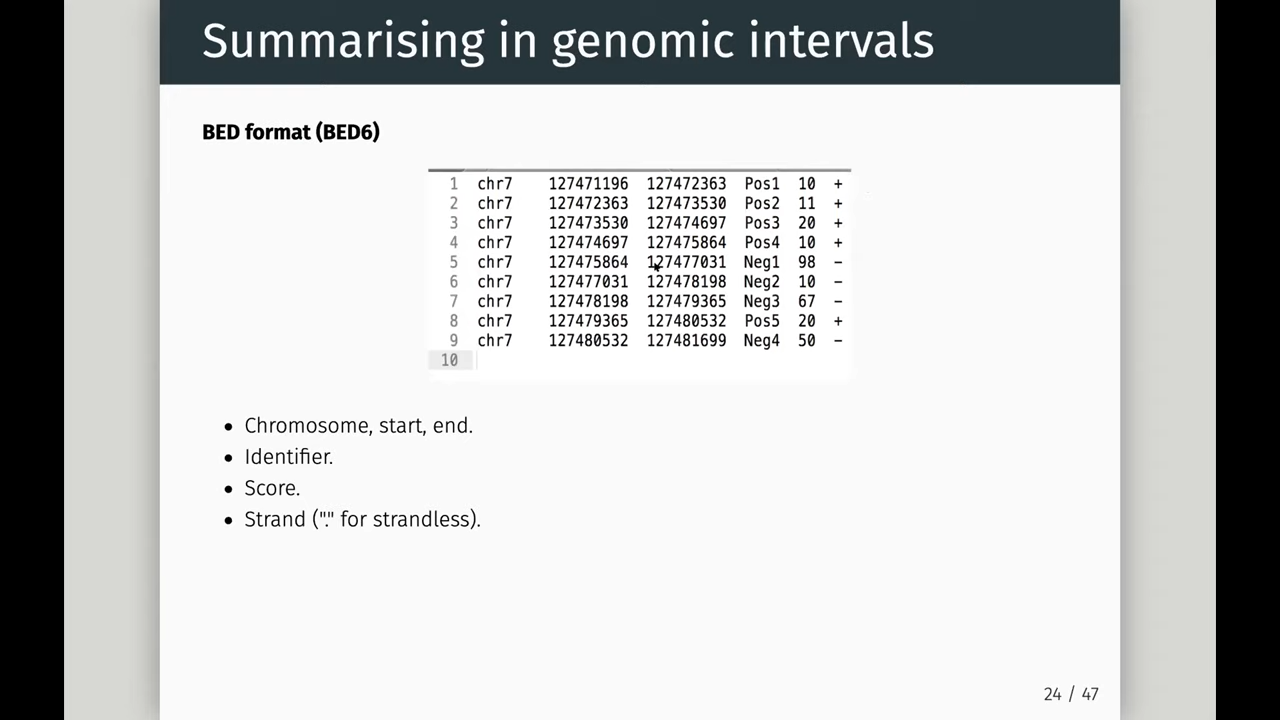 Summarising in genomic intervals
BED format (BED6)
1 chr7 127471196 127472363 Pos1 10 +
2 chr7 127472363 127473530 Pos2 11 +
3 chr7 127473530 127474697 Pos3 20 +
4 chr7 127474697 127475864 Pos4 10 +
5 chr7 127475864 127477031 Neg1 98 -
6 chr7 127477031 127478198 Neg2 10 -
7 chr7 127478198 127479365 Neg3 67 -
8 chr7 127479365 127480532 Pos5 20 +
9 chr7 127480532 127481699 Neg4 50 -
10
• Chromosome, start, end.
• Identifier.
• Score.
• Strand ("." for strandless).
24 / 47